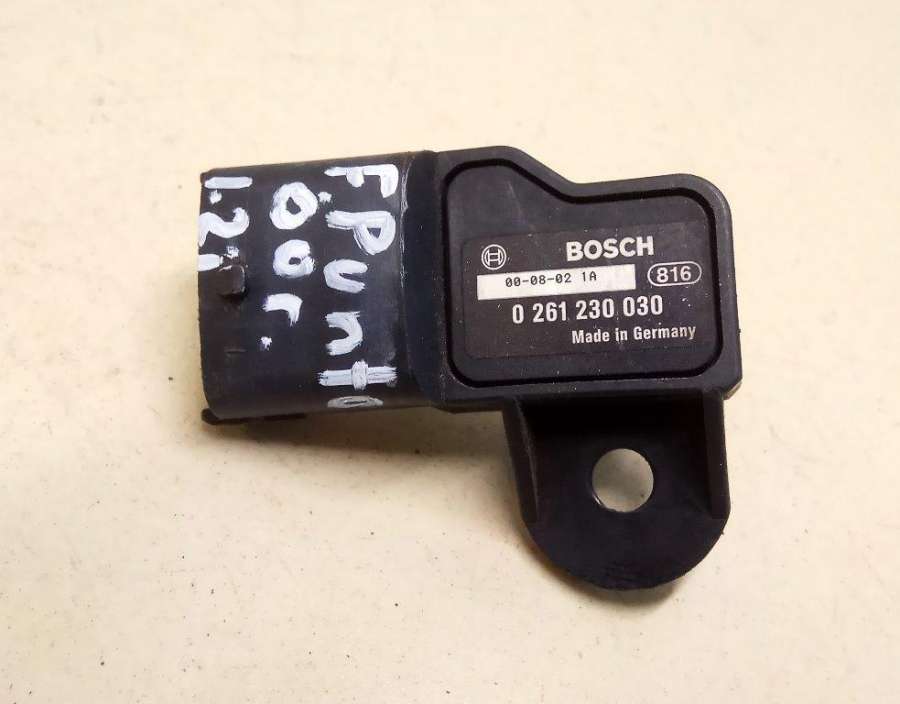 F.Punto
00r.
1.2i
BOSCH
00-08-02 1A
816
0 261 230 030
Made in Germany